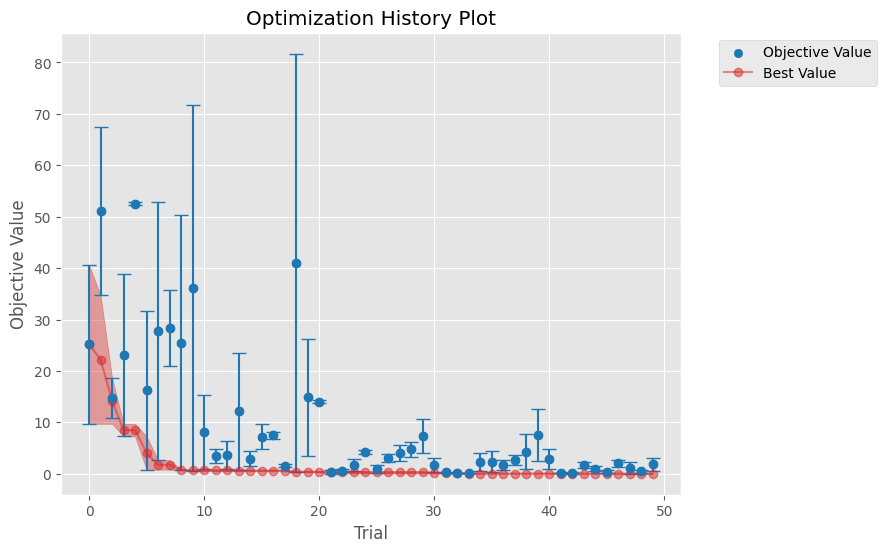 Optimization History Plot
Objective Value
Best Value
Objective Value
80
70
60
50
40
30
20
10
0
0 10 20 30 40 50
Trial